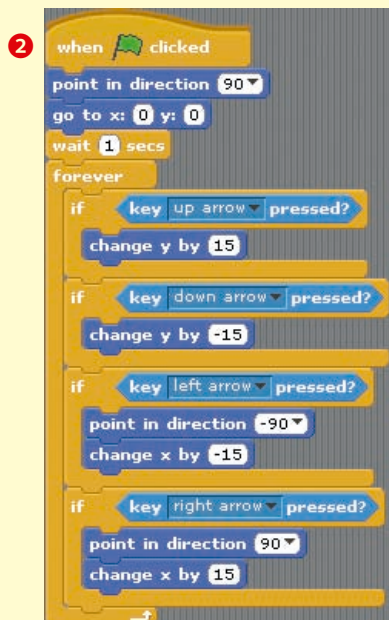 2
when clicked
point in direction 90
go to x: 0 y: 0
wait 1 secs
forever
if key up arrow pressed?
change y by 15
if key down arrow pressed?
change y by -15
if key left arrow pressed?
point in direction -90
change x by -15
if key right arrow pressed?
point in direction 90
change x by 15